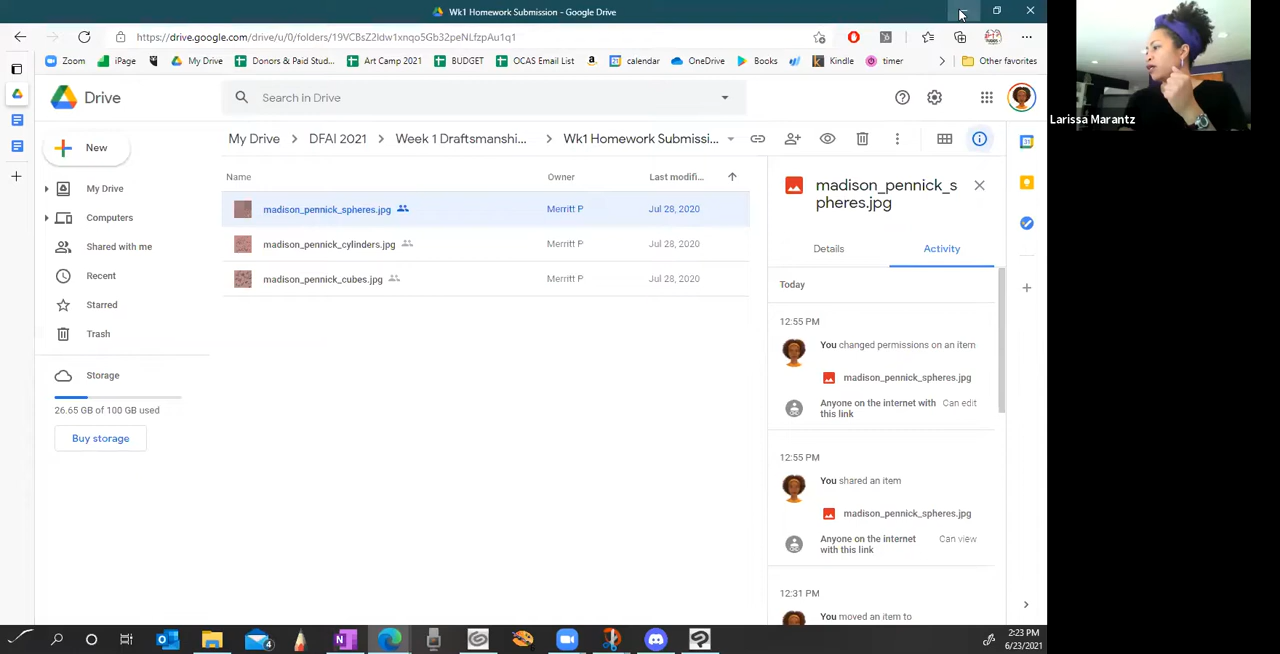 Wk1 Homework Submission - Google Drive
https://drive.google.com/drive/u/0/folders/19VCBsZ2ldw1xnqo5Gb32peNLfzpAu1q1
Zoom iPage My Drive Donors & Paid Stud... Art Camp 2021 BUDGET OCAS Email List calendar OneDrive Books Kindle timer Other favorites
Larissa Marantz
Drive
Search in Drive
New
My Drive
Computers
Shared with me
Recent
Starred
Trash
Storage
26.65 GB of 100 GB used
Buy storage
My Drive > DFAI 2021 > Week 1 Draftsmanshi... > Wk1 Homework Submissi...
Name Owner Last modifi...
madison_pennick_spheres.jpg Merritt P Jul 28, 2020
madison_pennick_cylinders.jpg Merritt P Jul 28, 2020
madison_pennick_cubes.jpg Merritt P Jul 28, 2020
madison_pennick_s
pheres.jpg
Details Activity
Today
12:55 PM
You changed permissions on an item
madison_pennick_spheres.jpg
Anyone on the internet with Can edit
this link
12:55 PM
You shared an item
madison_pennick_spheres.jpg
Anyone on the internet Can view
with this link
12:31 PM
You moved an item to
4
2:23 PM
6/23/2021